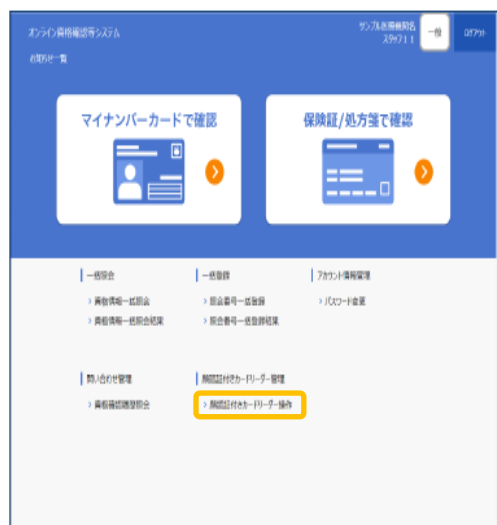 オンライン資格確認等システム
サンプル医療機関名
スタッフ11
一般
ログアウト
お知らせ一覧
マイナンバーカードで確認
保険証/処方箋で確認
一括照会
一括登録
アカウント情報管理
> 資格情報一括照会
> 照会番号一括登録
> パスワード変更
> 資格情報一括照会結果
> 照会番号一括登録結果
問い合わせ管理
顔認証付きカードリーダー管理
> 資格確認履歴照会
> 顔認証付きカードリーダー操作